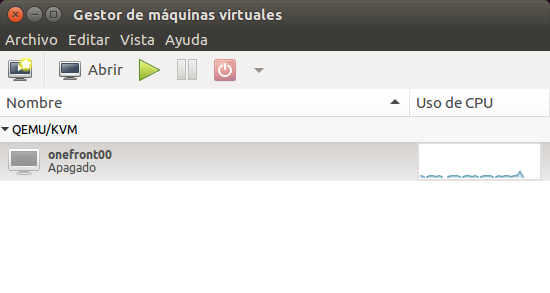 Gestor de máquinas virtuales
Archivo Editar Vista Ayuda
Abrir
Nombre Uso de CPU
QEMU/KVM
onefront00
Apagado